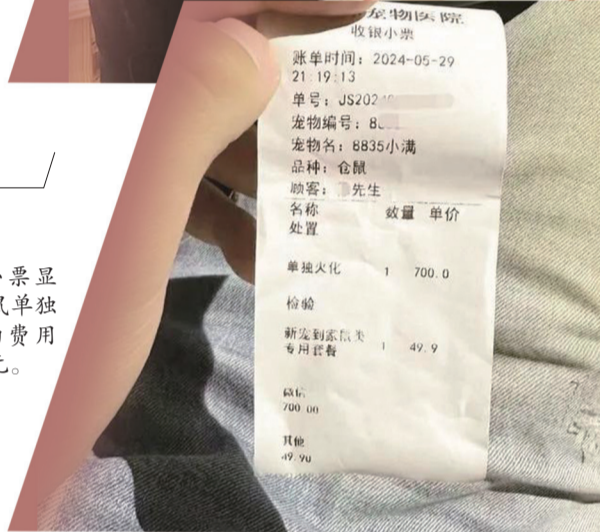 宠物医院
收银小票
账单时间：2024-05-29
21:19:13
单号：JS202
宠物编号：8
宠物名：8835小满
品种：仓鼠
顾客： 先生
名称 数量 单价
处置
单独火化 1 700.0
检验
新宠到家鼠类
专用套餐 1 49.9
微信
700.00
其他
49.90
票显
单独
费用
元。